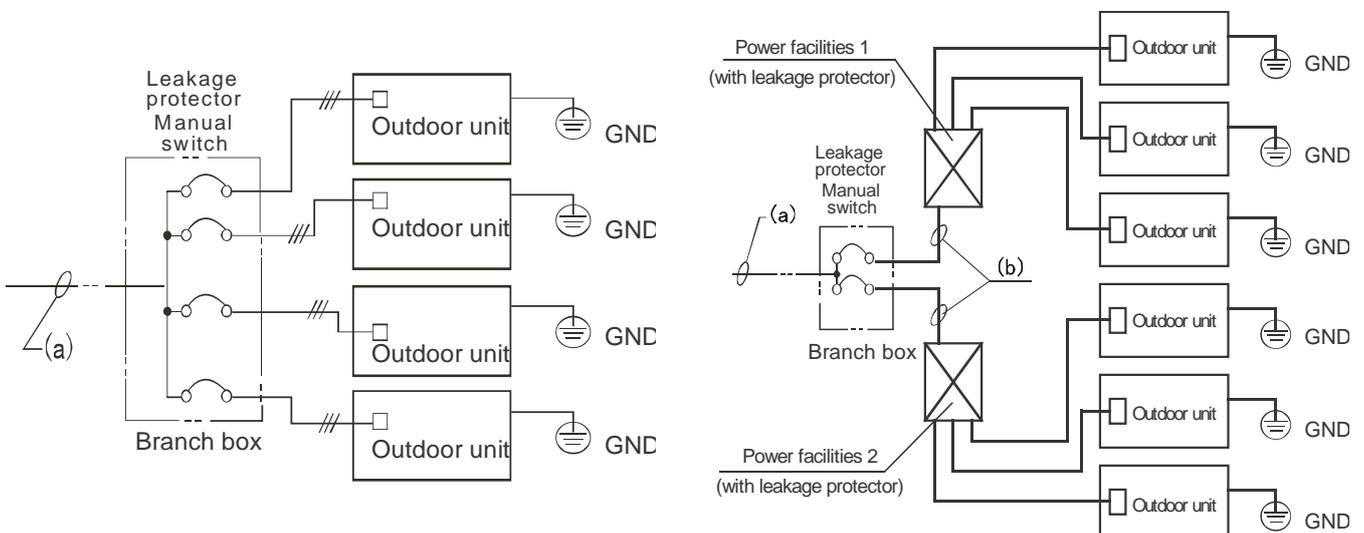 Leakage
protector
Manual
switch
Outdoor unit
GND
Outdoor unit
GND
(a)
Outdoor unit
GND
Outdoor unit
GND
Branch box
Power facilities 1
(with leakage protector)
Leakage
protector
Manual
switch
(a)
(b)
Branch box
Power facilities 2
(with leakage protector)
Outdoor unit
GND
Outdoor unit
GND
Outdoor unit
GND
Outdoor unit
GND
Outdoor unit
GND
Outdoor unit
GND